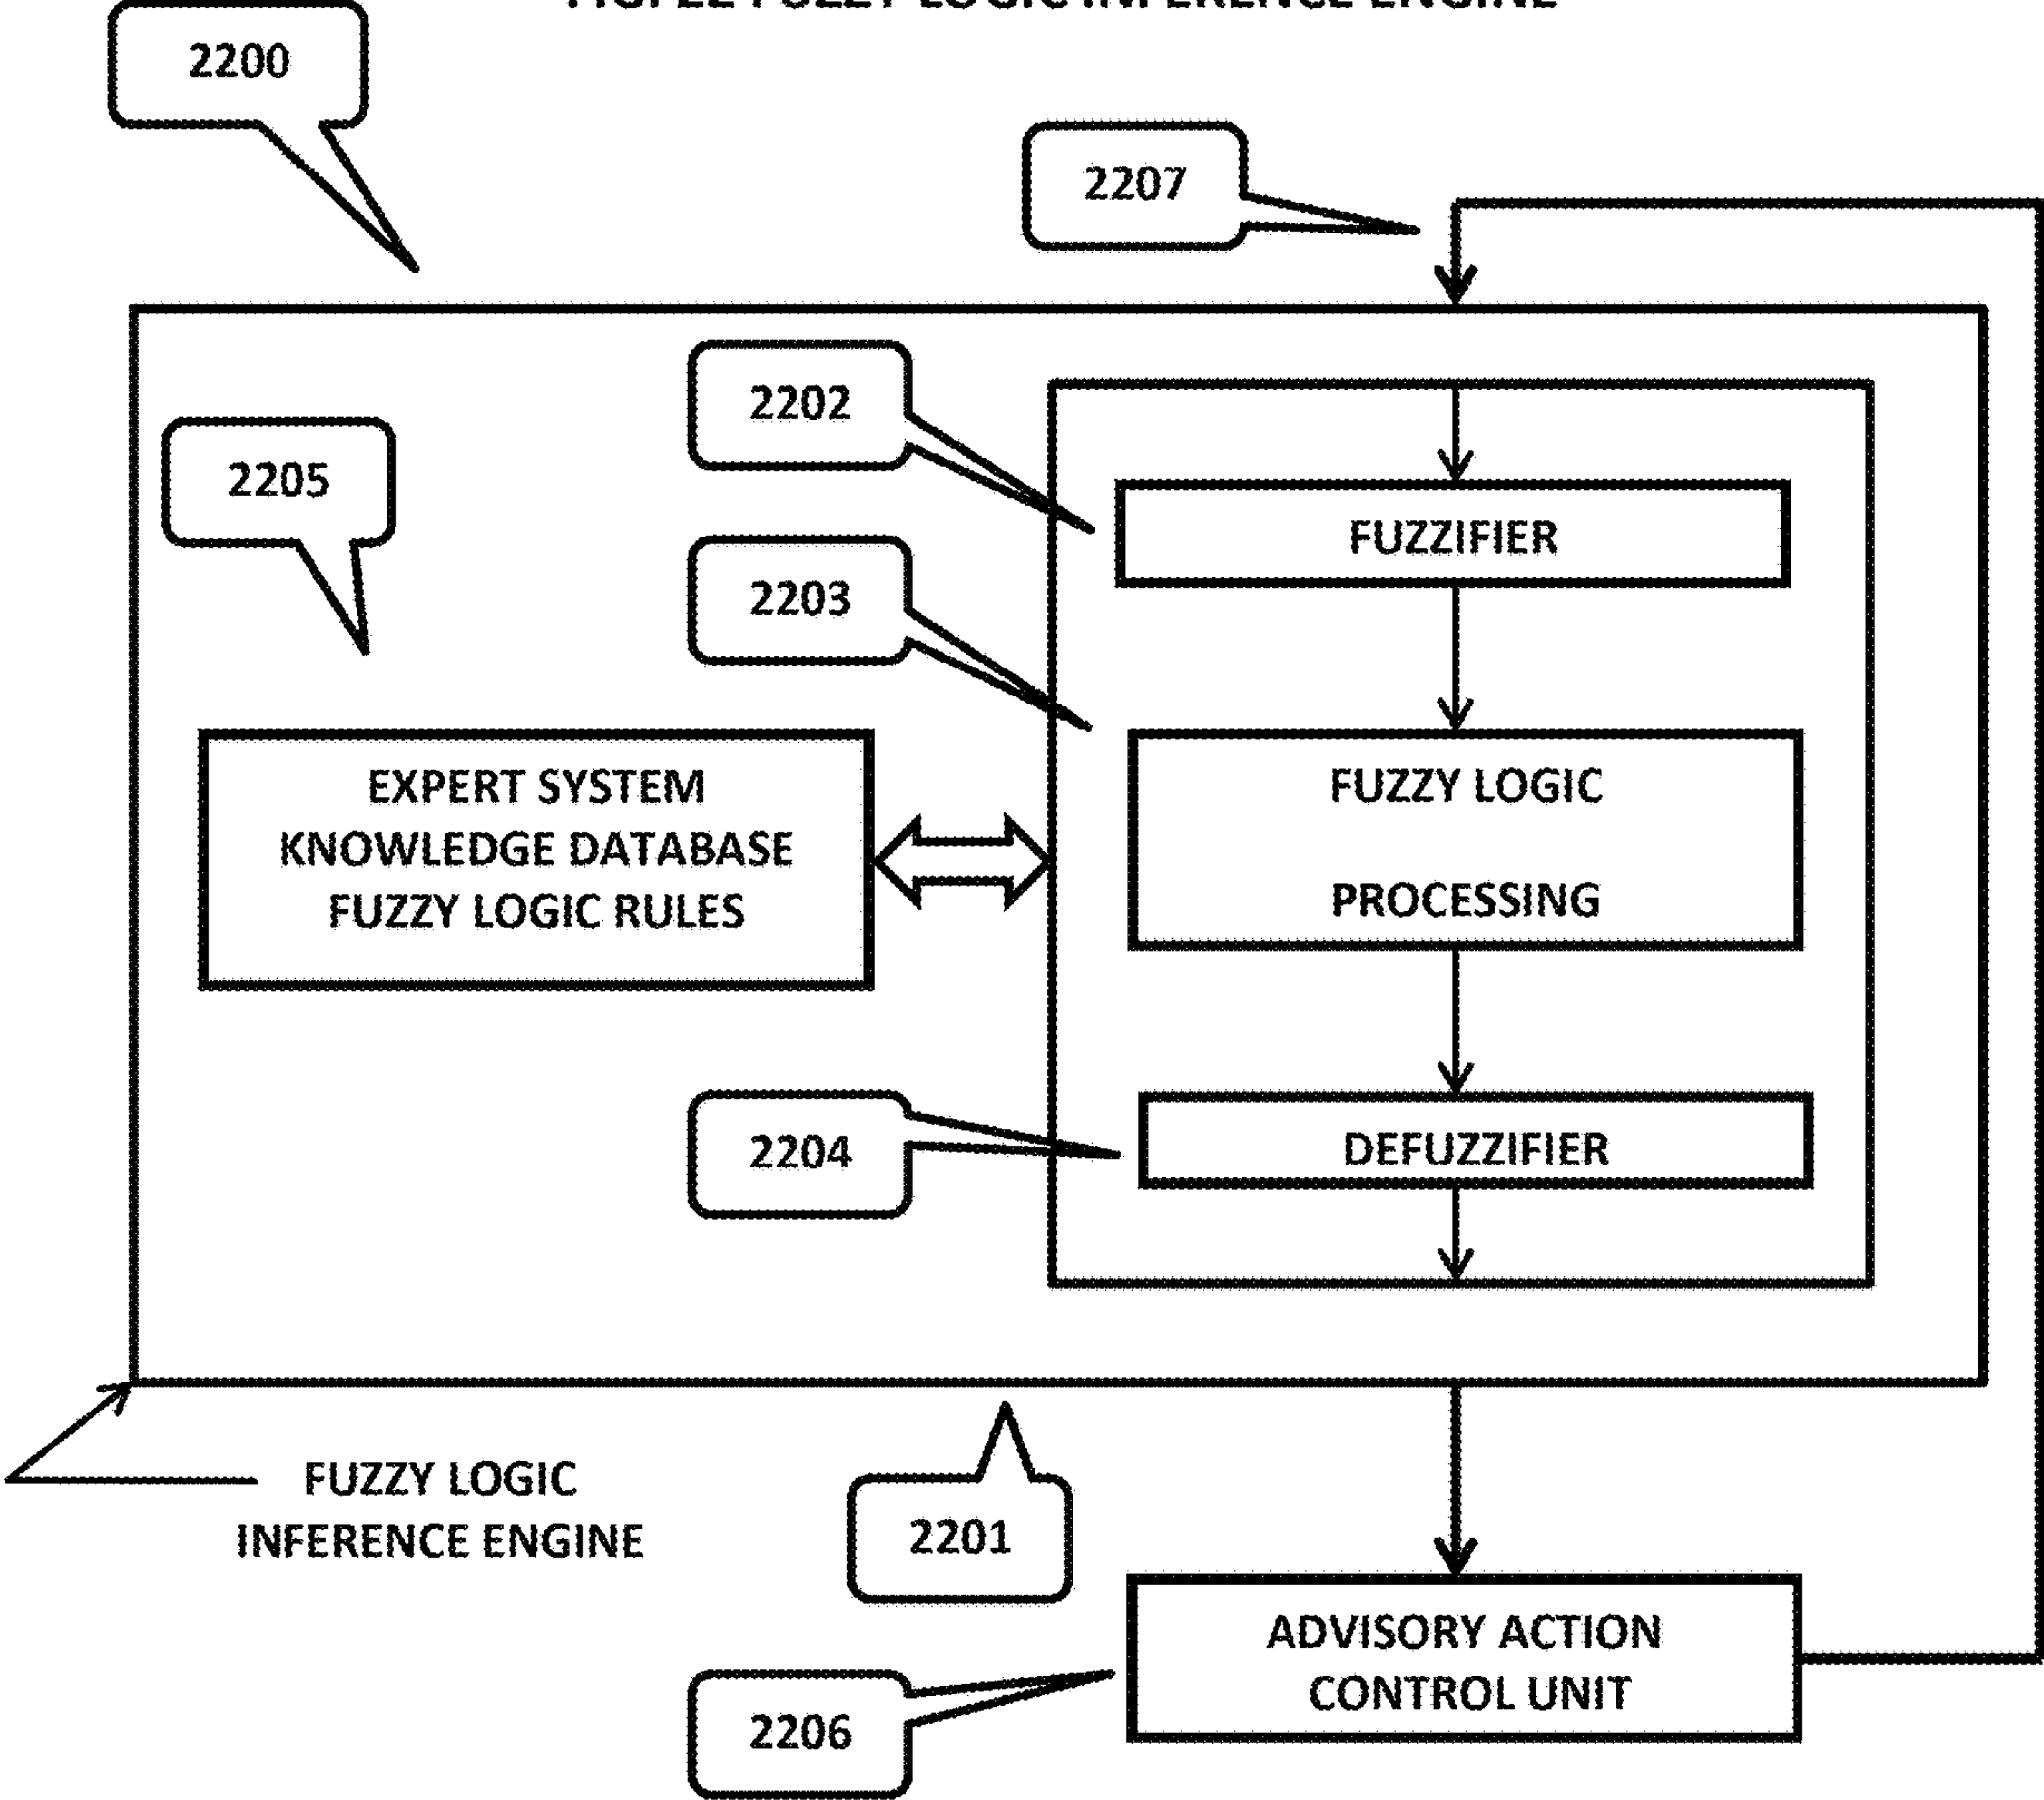 2200
2207
2202
2205
FUZZIFIER
2203
EXPERT SYSTEM
KNOWLEDGE DATABASE
FUZZY LOGIC RULES
FUZZY LOGIC
PROCESSING
2204
DEFUZZIFIER
FUZZY LOGIC
INFERENCE ENGINE
2201
ADVISORY ACTION
CONTROL UNIT
2206